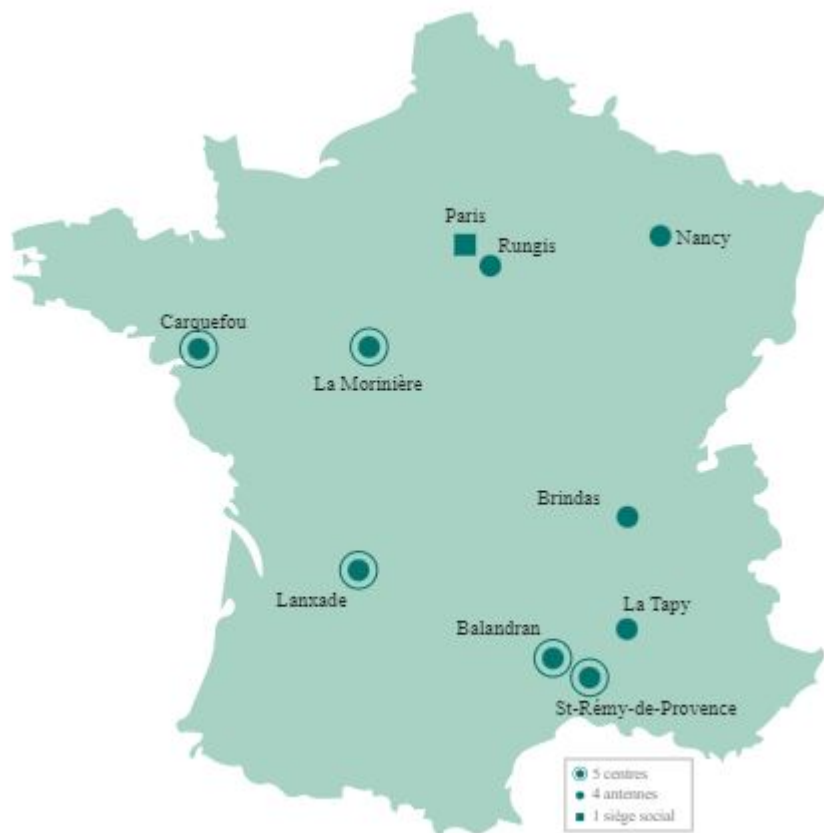 Paris
Rungis
Nancy
Carquefou
La Morinière
Brindas
Lanxade
La Tapy
Balandran
St-Rémy-de-Provence
5 centres
4 antennes
1 siége social